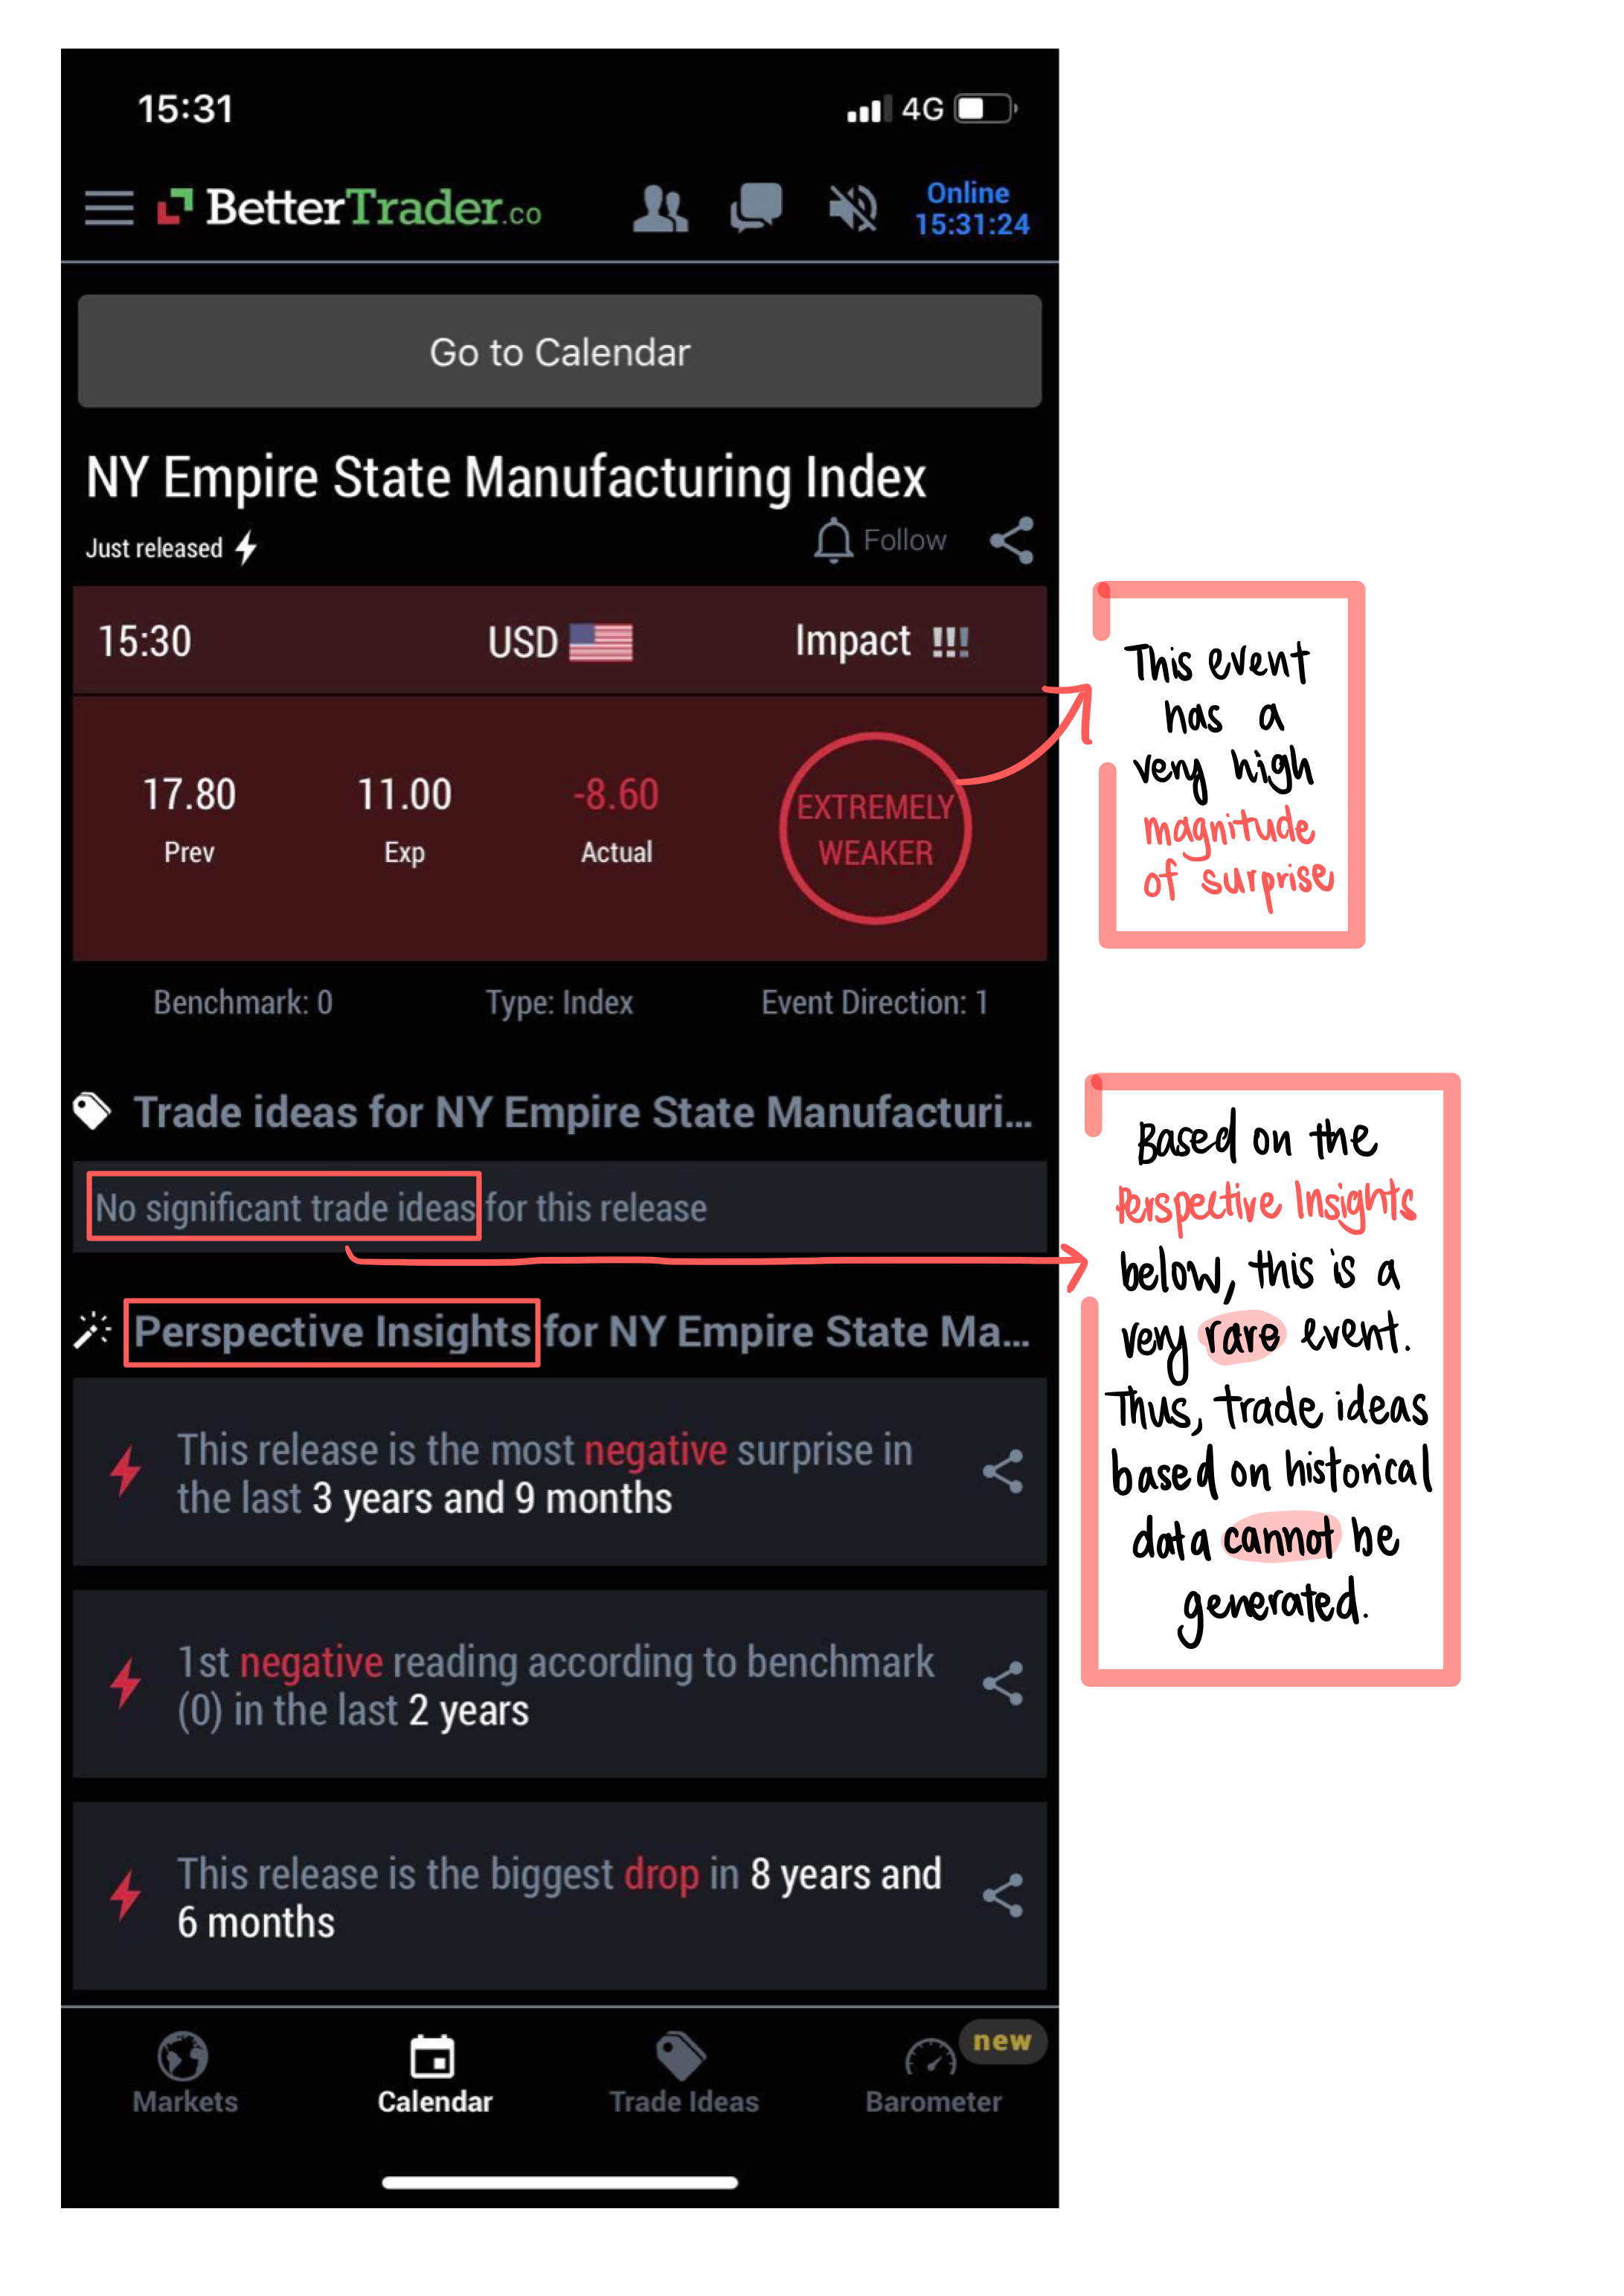 15:31
4G
BetterTrader.co
Online
15:31:24
Go to Calendar
NY Empire State Manufacturing Index
Just released
Follow
15:30 USD Impact !!!
17.80 11.00 -8.60 EXTREMELY WEAKER
Prev Exp Actual
Benchmark: 0 Type: Index Event Direction: 1
Trade ideas for NY Empire State Manufacturi...
No significant trade ideas for this release
Perspective Insights for NY Empire State Ma...
This release is the most negative surprise in
the last 3 years and 9 months
1st negative reading according to benchmark
(0) in the last 2 years
This release is the biggest drop in 8 years and
6 months
new
Markets Calendar Trade Ideas Barometer
This event
has a
very high
magnitude
of surprise
Based on the
Perspective Insights
below, this is a
very rare event.
Thus, trade ideas
based on historical
data cannot be
generated.